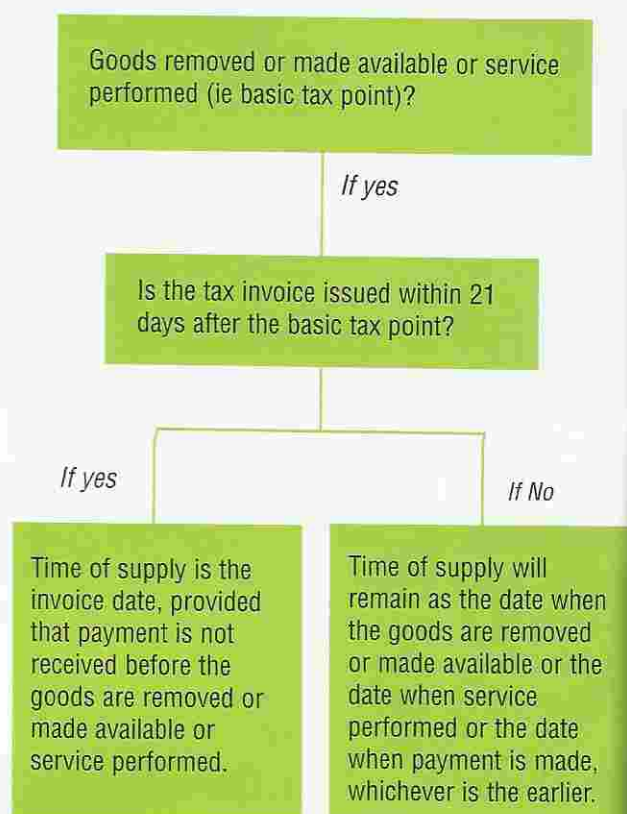 Goods removed or made available or service
performed (ie basic tax point)?
If yes
Is the tax invoice issued within 21
days after the basic tax point?
If yes
If No
Time of supply is the
invoice date, provided
that payment is not
received before the
goods are removed or
made available or
service performed.
Time of supply will
remain as the date when
the goods are removed
or made available or the
date when service
performed or the date
when payment is made,
whichever is the earlier.